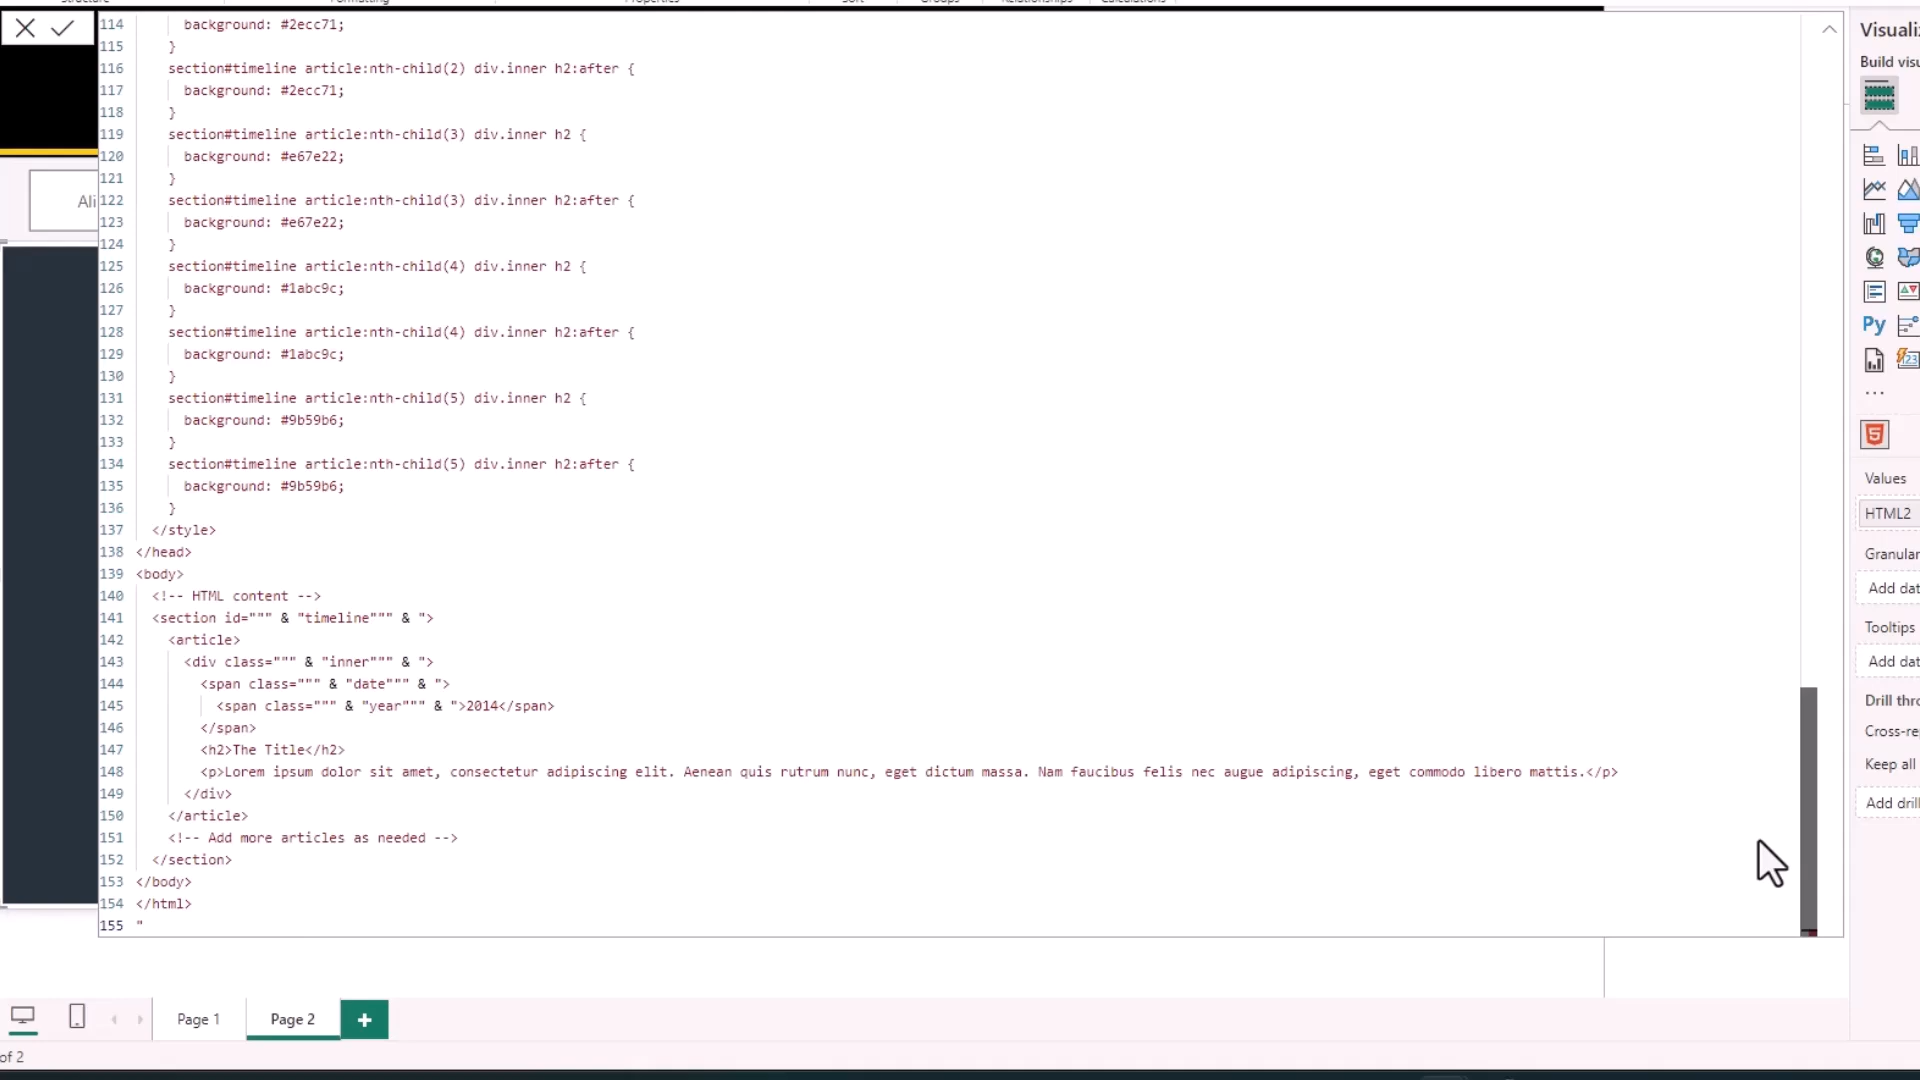 Structure Formatting Properties Sort Groups Relationships Calculations
114 background: #2ecc71;
115 }
116 section#timeline article:nth-child(2) div.inner h2:after {
117 background: #2ecc71;
118 }
119 section#timeline article:nth-child(3) div.inner h2 {
120 background: #e67e22;
121 }
122 section#timeline article:nth-child(3) div.inner h2:after {
123 background: #e67e22;
124 }
125 section#timeline article:nth-child(4) div.inner h2 {
126 background: #1abc9c;
127 }
128 section#timeline article:nth-child(4) div.inner h2:after {
129 background: #1abc9c;
130 }
131 section#timeline article:nth-child(5) div.inner h2 {
132 background: #9b59b6;
133 }
134 section#timeline article:nth-child(5) div.inner h2:after {
135 background: #9b59b6;
136 }
137 </style>
138 </head>
139 <body>
140 <!-- HTML content -->
141 <section id=""" & "timeline""" & ">
142 <article>
143 <div class=""" & "inner""" & ">
144 <span class=""" & "date""" & ">
145 <span class=""" & "year""" & ">2014</span>
146 </span>
147 <h2>The Title</h2>
148 <p>Lorem ipsum dolor sit amet, consectetur adipiscing elit. Aenean quis rutrum nunc, eget dictum massa. Nam faucibus felis nec augue adipiscing, eget commodo libero mattis.</p>
149 </div>
150 </article>
151 <!-- Add more articles as needed -->
152 </section>
153 </body>
154 </html>
155 "
Ali
Visuali
Build visu
Py
123
...
5
Values
HTML2
Granular
Add dat
Tooltips
Add dat
Drill thro
Cross-re
Keep all
Add drill
Page 1
Page 2
+
of 2